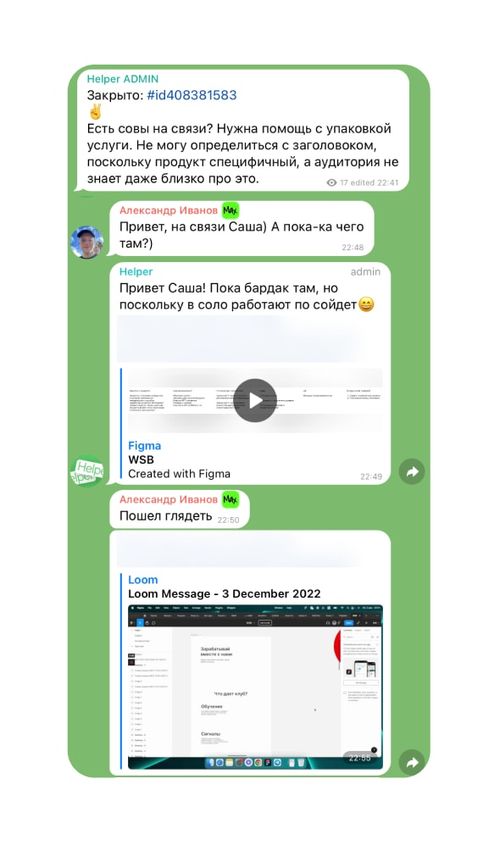 Helper ADMIN
Закрыто: #id408381583
✌️
Есть совы на связи? Нужна помощь с упаковкой
услуги. Не могу определиться с заголовком,
поскольку продукт специфичный, а аудитория не
знает даже близко про это.
17 edited 22:41
Александр Иванов
Привет, на связи Саша) А пока-ка чего
там?)
22:48
Helper admin
Привет Саша! Пока бардак там, но
поскольку в соло работают по сойдет😄
Figma
WSB
Created with Figma
22:49
Александр Иванов
Пошел глядеть 22:50
Loom
Loom Message - 3 December 2022
Зарабатывай
вместе с нами
Что дает клуб?
Обучения
Сигналы
22:55